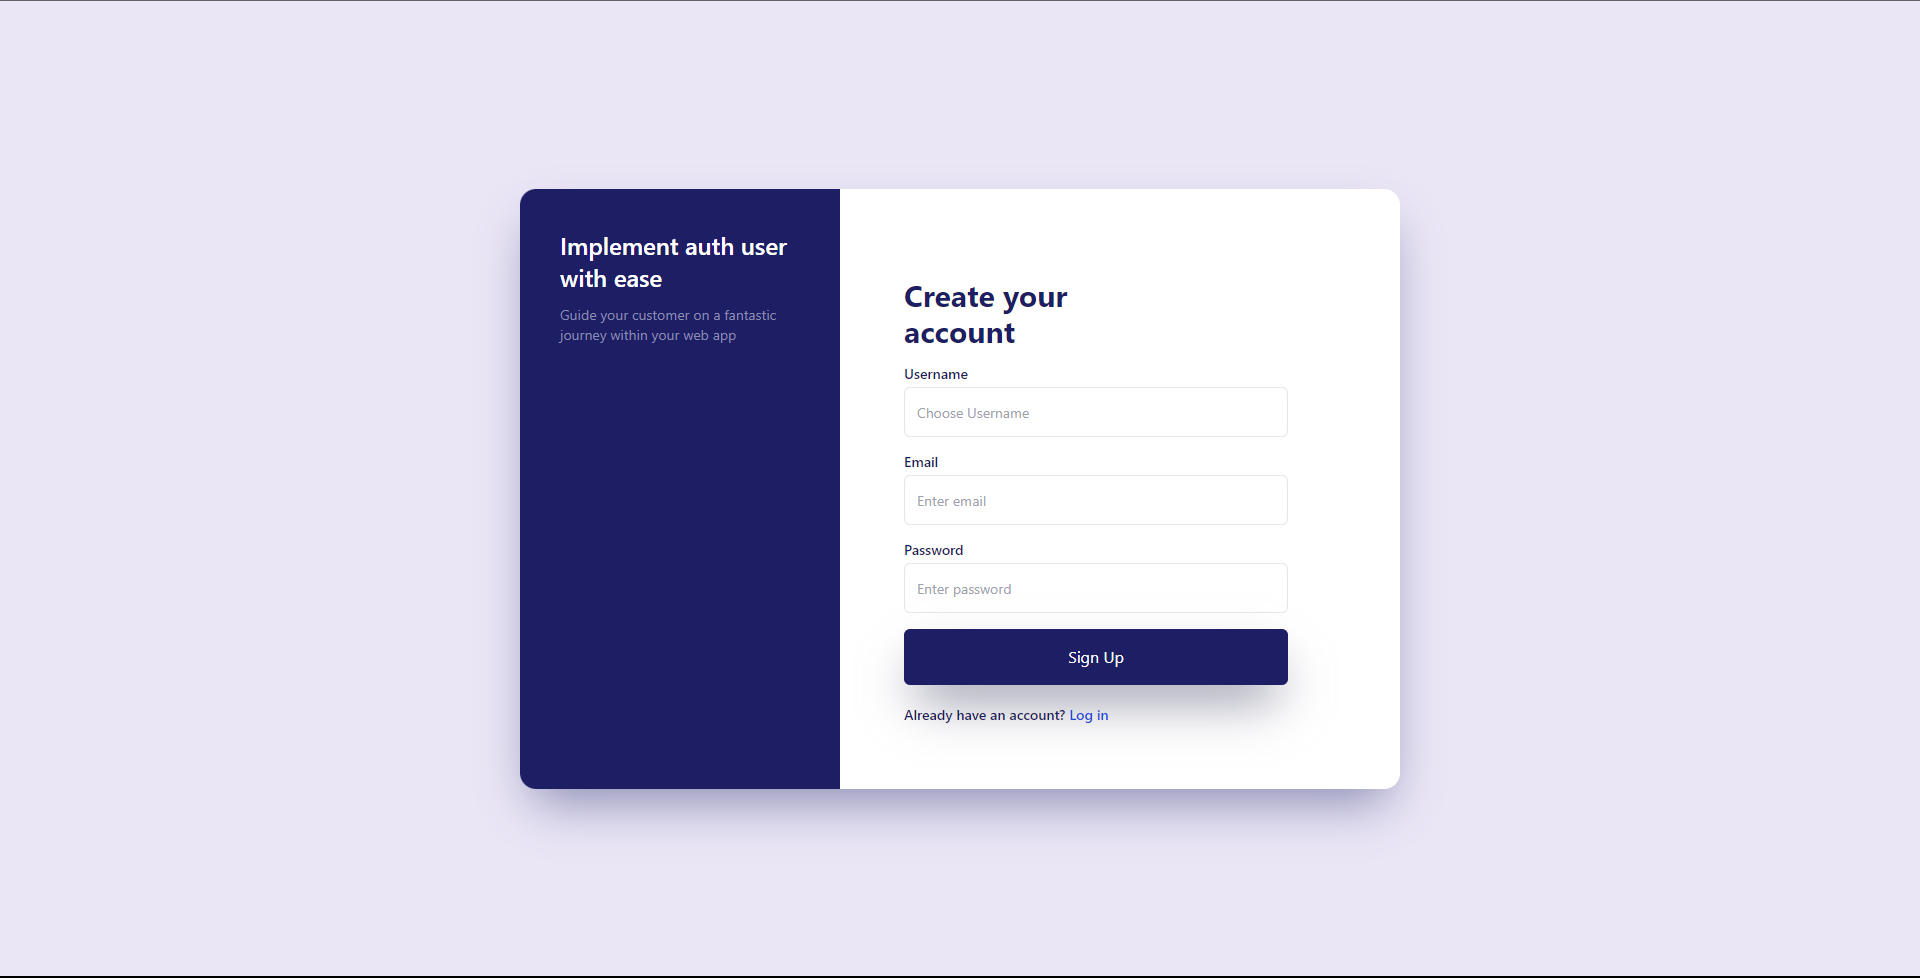 Implement auth user
with ease
Guide your customer on a fantastic
journey within your web app
Create your
account
Username
Choose Username
Email
Enter email
Password
Enter password
Sign Up
Already have an account? Log in